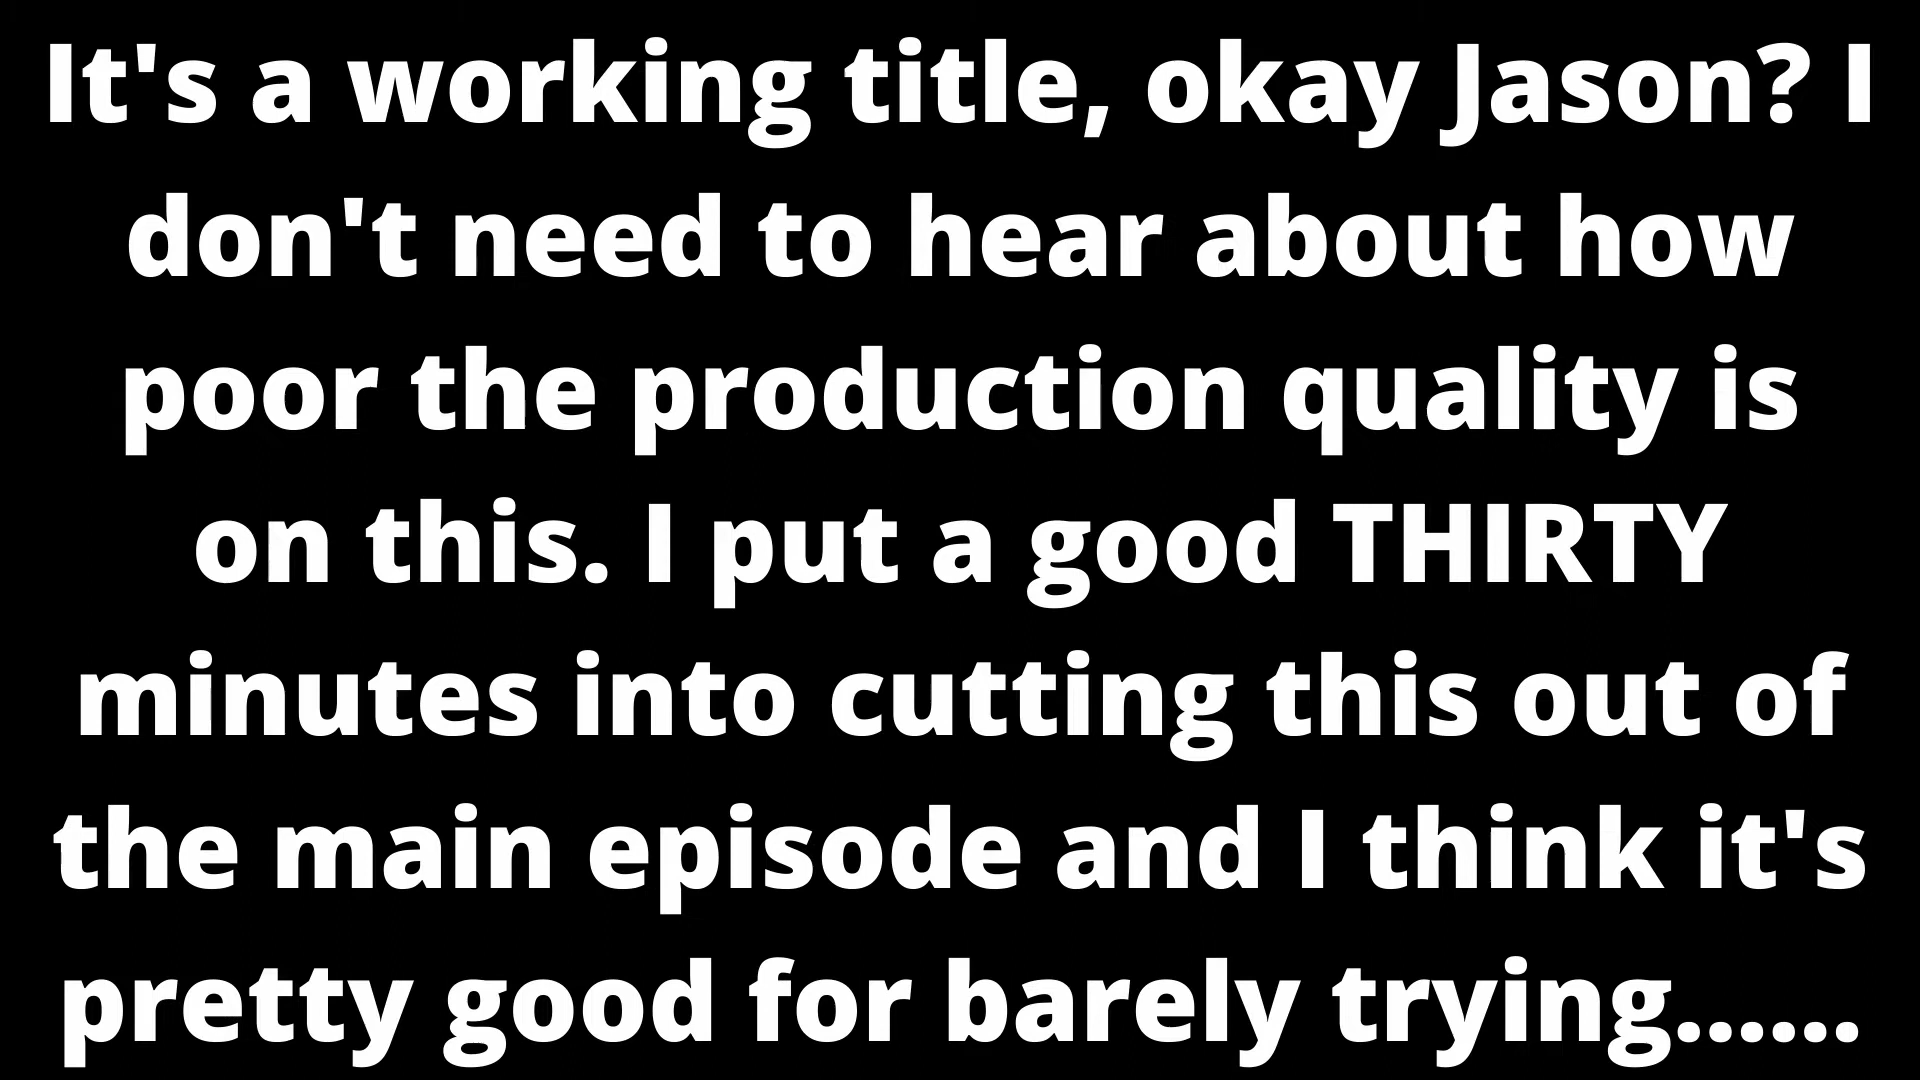 It's a working title, okay Jason? I
don't need to hear about how
poor the production quality is
on this. I put a good THIRTY
minutes into cutting this out of
the main episode and I think it's
pretty good for barely trying......